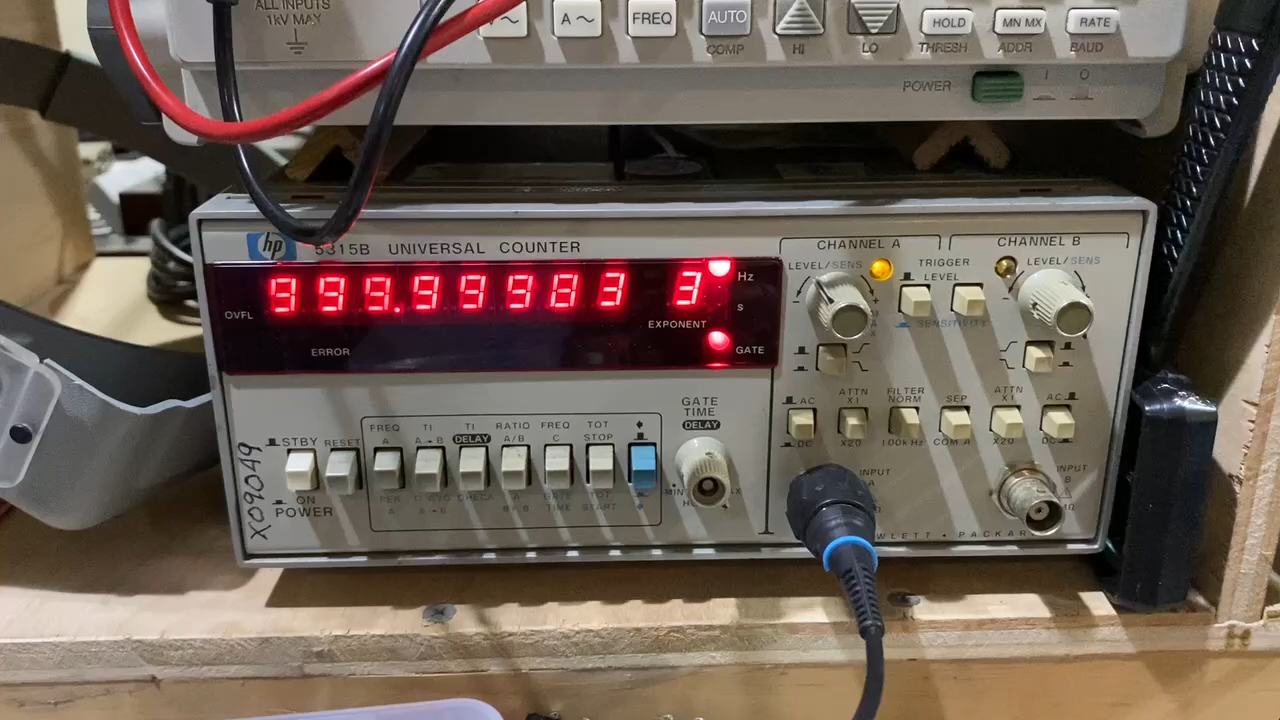 ALL INPUTS
1kV MAX
A
FREQ
AUTO
HOLD
MN MX
RATE
COMP
HI
LO
THRESH
ADDR
BAUD
POWER
I
O
hp
5315B UNIVERSAL COUNTER
999.99983 3
Hz
s
OVFL
EXPONENT
ERROR
GATE
CHANNEL A
CHANNEL B
LEVEL/SENS
TRIGGER
LEVEL
SENSITIVITY
LEVEL/SENS
AC
DC
ATTN
X1
X20
FILTER
NORM
100kHz
SEP
COM A
ATTN
X1
X20
AC
DC
GATE
TIME
DELAY
STBY
RESET
FREQ
A
TI
A→B
TI
DELAY
RATIO
A/B
FREQ
C
TOT
STOP
ON
POWER
PER
A
CHECK
GATE
TIME
TOT
START
INPUT
INPUT
B
X09049